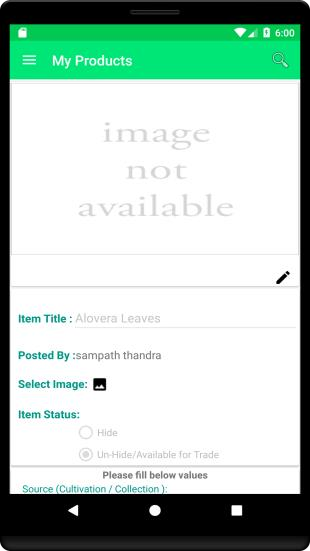 6:00
My Products
image
not
available
Item Title : Alovera Leaves
Posted By :sampath thandra
Select Image:
Item Status:
Hide
Un-Hide/Available for Trade
Please fill below values
Source (Cultivation / Collection ):